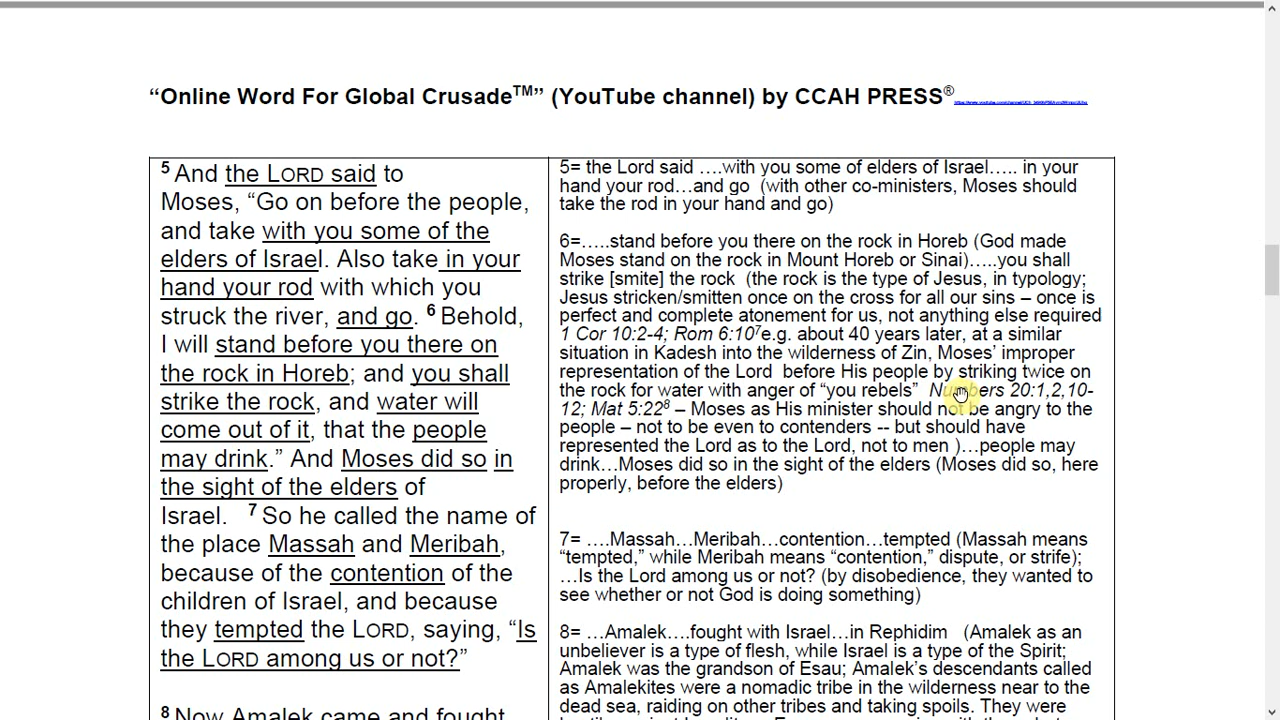 “Online Word For Global Crusade™” (YouTube channel) by CCAH PRESS®
5 And the LORD said to
Moses, “Go on before the people,
and take with you some of the
elders of Israel. Also take in your
hand your rod with which you
struck the river, and go. 6 Behold,
I will stand before you there on
the rock in Horeb; and you shall
strike the rock, and water will
come out of it, that the people
may drink.” And Moses did so in
the sight of the elders of
Israel. 7 So he called the name of
the place Massah and Meribah,
because of the contention of the
children of Israel, and because
they tempted the LORD, saying, “Is
the LORD among us or not?”
8 Now Amalek came and fought
5= the Lord said ….with you some of elders of Israel….. in your
hand your rod…and go (with other co-ministers, Moses should
take the rod in your hand and go)
6=…..stand before you there on the rock in Horeb (God made
Moses stand on the rock in Mount Horeb or Sinai)…..you shall
strike [smite] the rock (the rock is the type of Jesus, in typology;
Jesus stricken/smitten once on the cross for all our sins – once is
perfect and complete atonement for us, not anything else required
1 Cor 10:2-4; Rom 6:10⁷e.g. about 40 years later, at a similar
situation in Kadesh into the wilderness of Zin, Moses’ improper
representation of the Lord before His people by striking twice on
the rock for water with anger of “you rebels” Numbers 20:1,2,10-
12; Mat 5:22⁸ – Moses as His minister should not be angry to the
people – not to be even to contenders -- but should have
represented the Lord as to the Lord, not to men )…people may
drink…Moses did so in the sight of the elders (Moses did so, here
properly, before the elders)
7= ….Massah…Meribah…contention…tempted (Massah means
“tempted,” while Meribah means “contention,” dispute, or strife);
…Is the Lord among us or not? (by disobedience, they wanted to
see whether or not God is doing something)
8= …Amalek….fought with Israel…in Rephidim (Amalek as an
unbeliever is a type of flesh, while Israel is a type of the Spirit;
Amalek was the grandson of Esau; Amalek’s descendants called
as Amalekites were a nomadic tribe in the wilderness near to the
dead sea, raiding on other tribes and taking spoils. They were